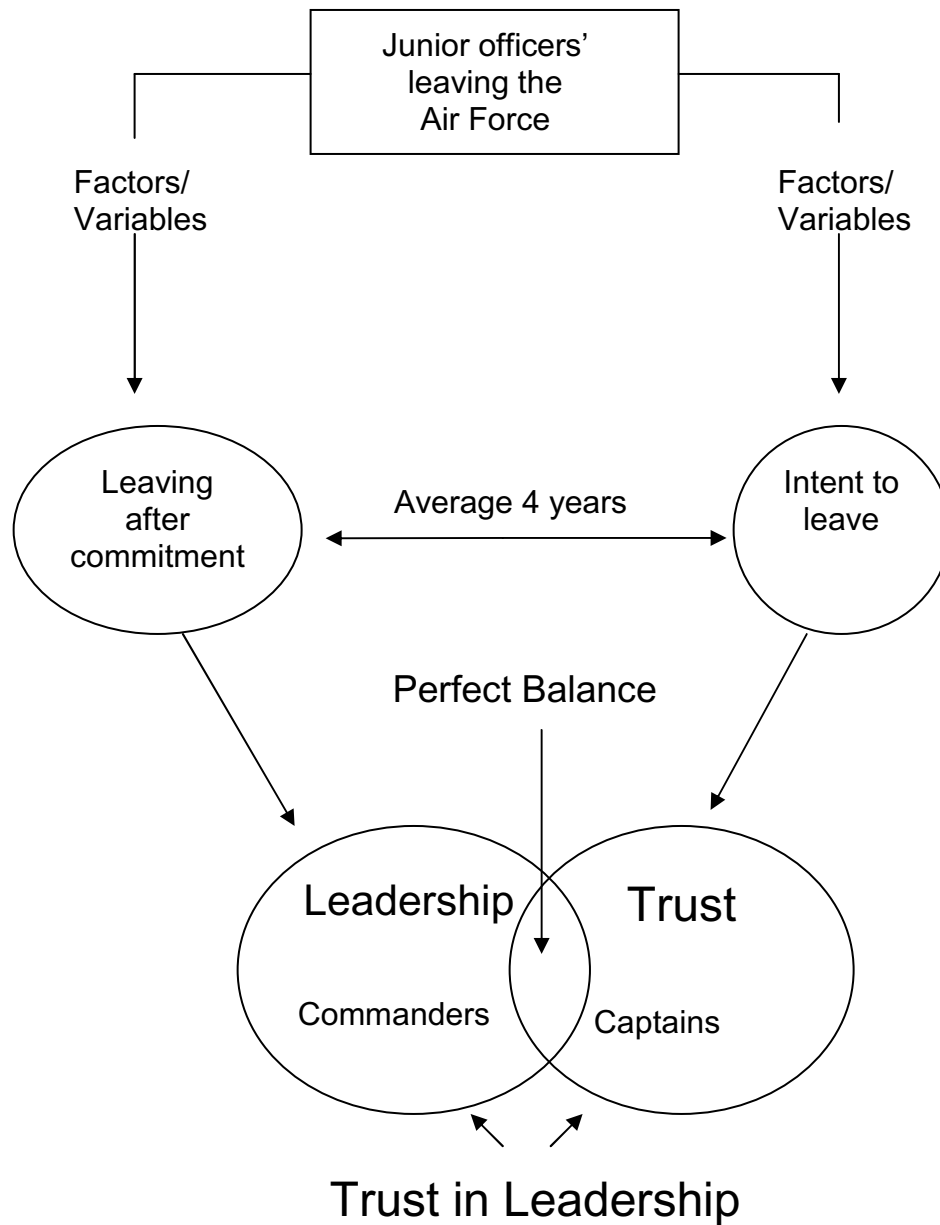 Junior officers’
leaving the
Air Force
Factors/
Variables
Factors/
Variables
Leaving
after
commitment
Average 4 years
Intent to
leave
Perfect Balance
Leadership
Trust
Commanders
Captains
Trust in Leadership